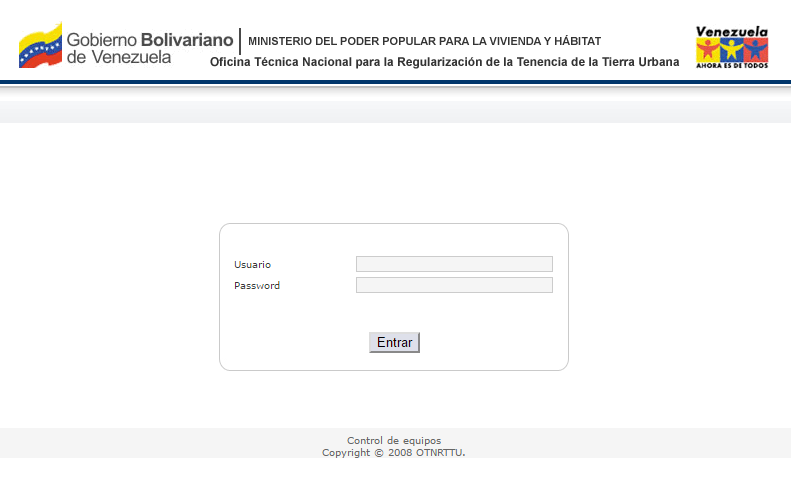 Gobierno Bolivariano
de Venezuela
MINISTERIO DEL PODER POPULAR PARA LA VIVIENDA Y HÁBITAT
Oficina Técnica Nacional para la Regularización de la Tenencia de la Tierra Urbana
Venezuela
AHORA ES DE TODOS
Usuario
Password
Entrar
Control de equipos
Copyright © 2008 OTNRTTU.